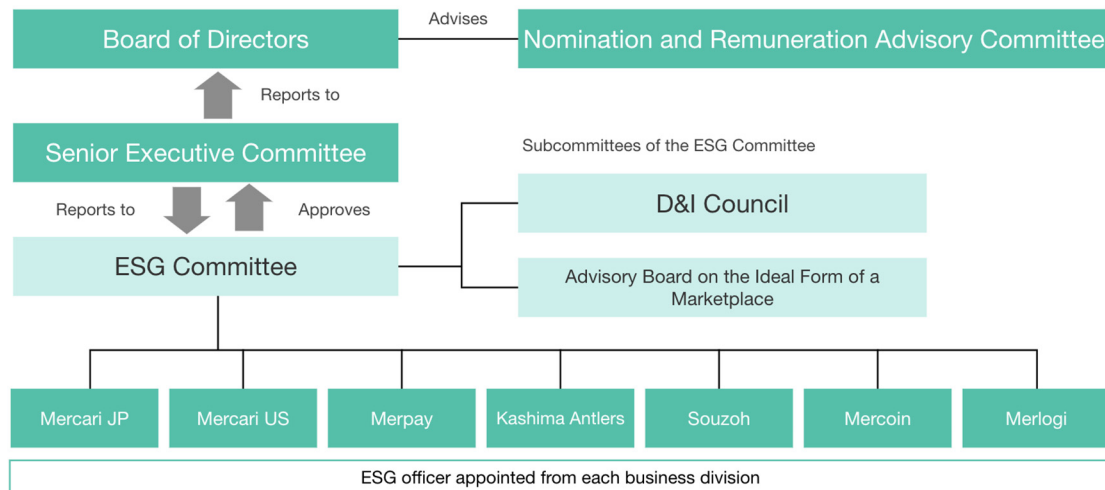 Board of Directors
Advises
Nomination and Remuneration Advisory Committee
Reports to
Senior Executive Committee
Subcommittees of the ESG Committee
Reports to
Approves
D&I Council
ESG Committee
Advisory Board on the Ideal Form of a
Marketplace
Mercari JP
Mercari US
Merpay
Kashima Antlers
Souzoh
Mercoin
Merlogi
ESG officer appointed from each business division